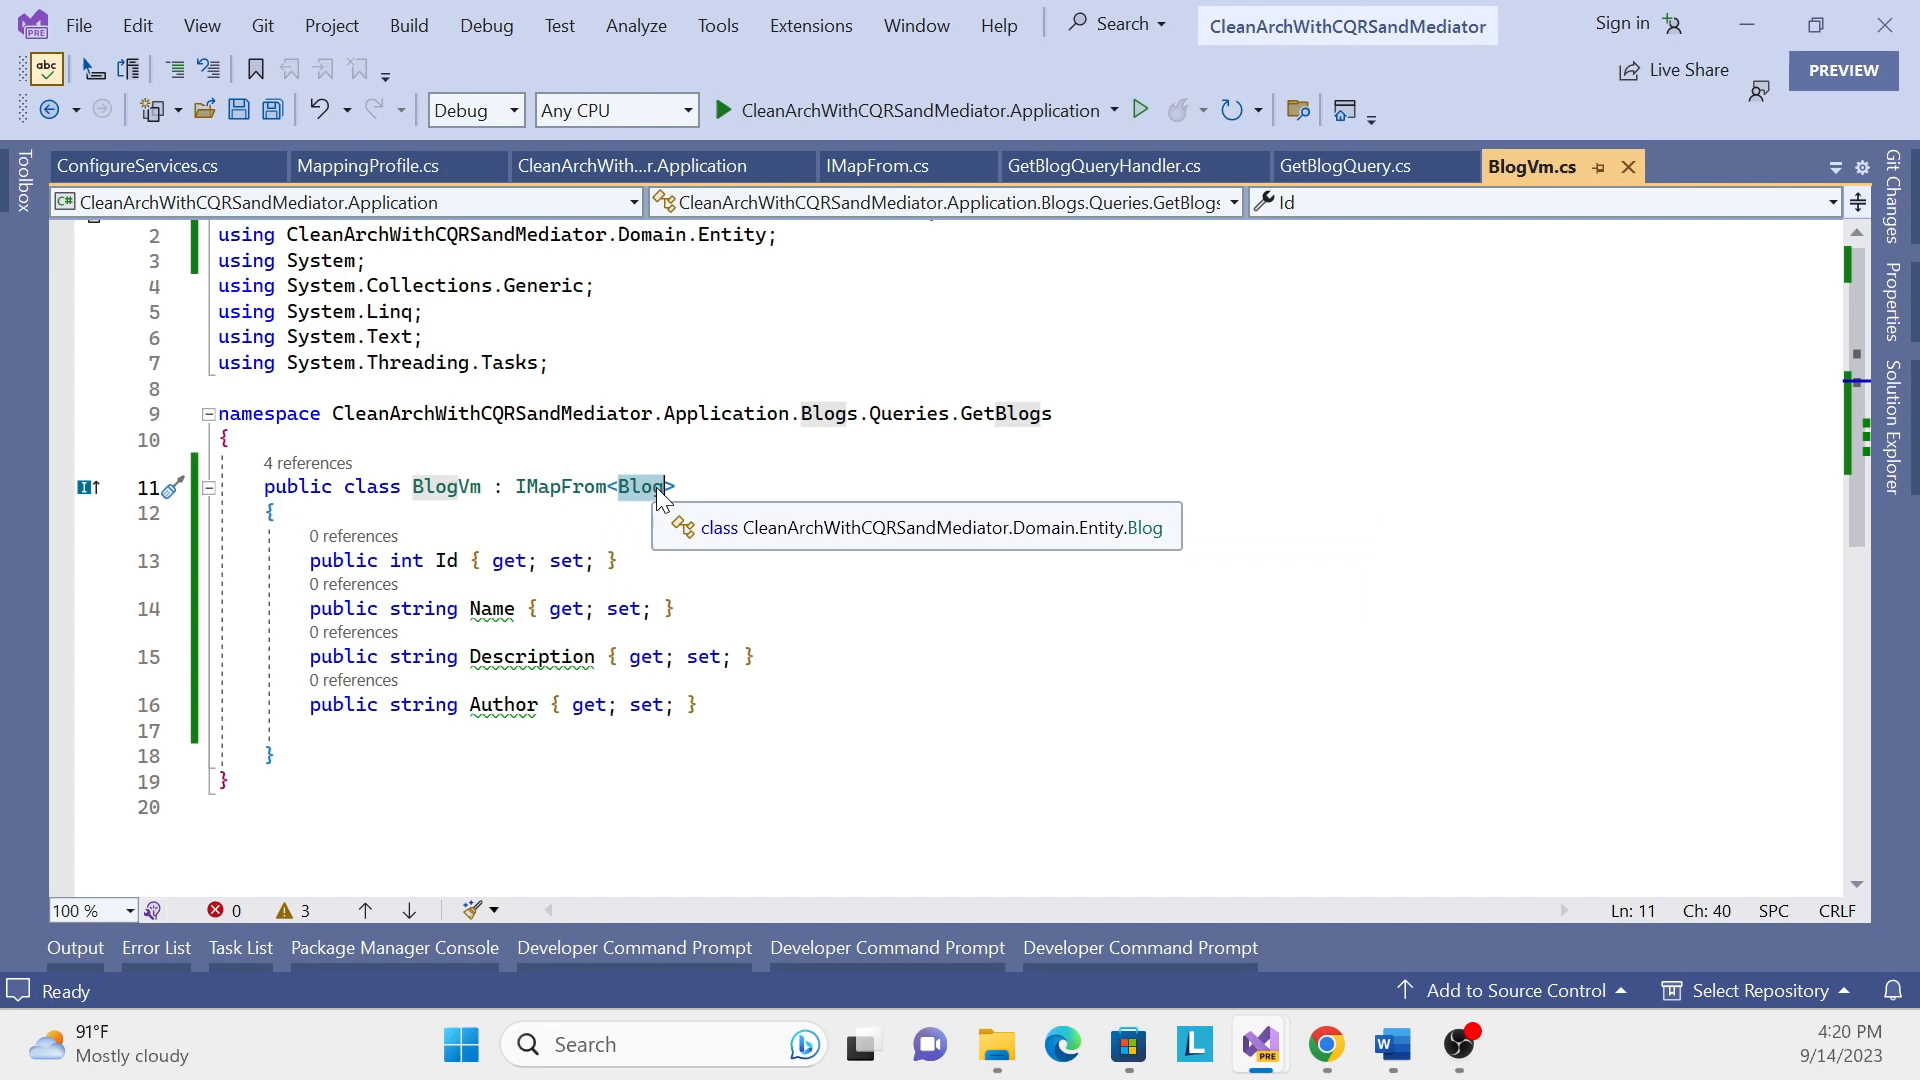 File Edit View Git Project Build Debug Test Analyze Tools Extensions Window Help Search CleanArchWithCQRSandMediator Sign in
PRE
abc
Live Share PREVIEW
Debug Any CPU CleanArchWithCQRSandMediator.Application
Toolbox
ConfigureServices.cs MappingProfile.cs CleanArchWith...r.Application IMapFrom.cs GetBlogQueryHandler.cs GetBlogQuery.cs BlogVm.cs
C# CleanArchWithCQRSandMediator.Application CleanArchWithCQRSandMediator.Application.Blogs.Queries.GetBlogs Id
Git Changes
Properties
Solution Explorer
2 using CleanArchWithCQRSandMediator.Domain.Entity;
3 using System;
4 using System.Collections.Generic;
5 using System.Linq;
6 using System.Text;
7 using System.Threading.Tasks;
8
9 namespace CleanArchWithCQRSandMediator.Application.Blogs.Queries.GetBlogs
10 {
4 references
11 public class BlogVm : IMapFrom<Blog>
12 {
class CleanArchWithCQRSandMediator.Domain.Entity.Blog
0 references
13 public int Id { get; set; }
0 references
14 public string Name { get; set; }
0 references
15 public string Description { get; set; }
0 references
16 public string Author { get; set; }
17
18 }
19 }
20
100 % 0 3 Ln: 11 Ch: 40 SPC CRLF
Output Error List Task List Package Manager Console Developer Command Prompt Developer Command Prompt Developer Command Prompt
Ready Add to Source Control Select Repository
91°F
Mostly cloudy
Search
L
PRE
W
4:20 PM
9/14/2023